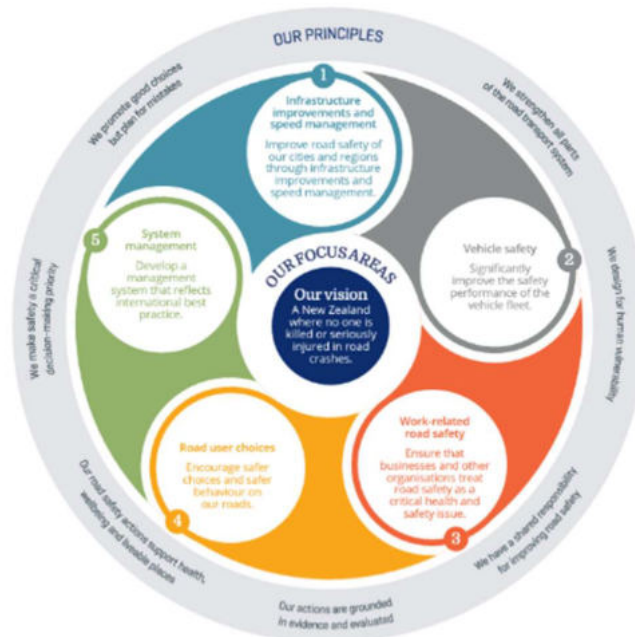 OUR PRINCIPLES
We promote good choices
but plan for mistakes
We strengthen all parts
of the road transport system
We design for human vulnerability
We have a shared responsibility
for improving road safety
Our actions are grounded
in evidence and evaluated
Our road safety actions support health,
wellbeing and liveable places
We make safety a critical
decision-making priority
1
Infrastructure
improvements and
speed management
Improve road safety of
our cities and regions
through infrastructure
improvements and
speed management.
2
Vehicle safety
Significantly
improve the safety
performance of the
vehicle fleet.
3
Work-related
road safety
Ensure that
businesses and other
organisations treat
road safety as a
critical health and
safety issue.
4
Road user choices
Encourage safer
choices and safer
behaviour on
our roads.
5
System
management
Develop a
management
system that reflects
international best
practice.
OUR FOCUS AREAS
Our vision
A New Zealand
where no one is
killed or seriously
injured in road
crashes.